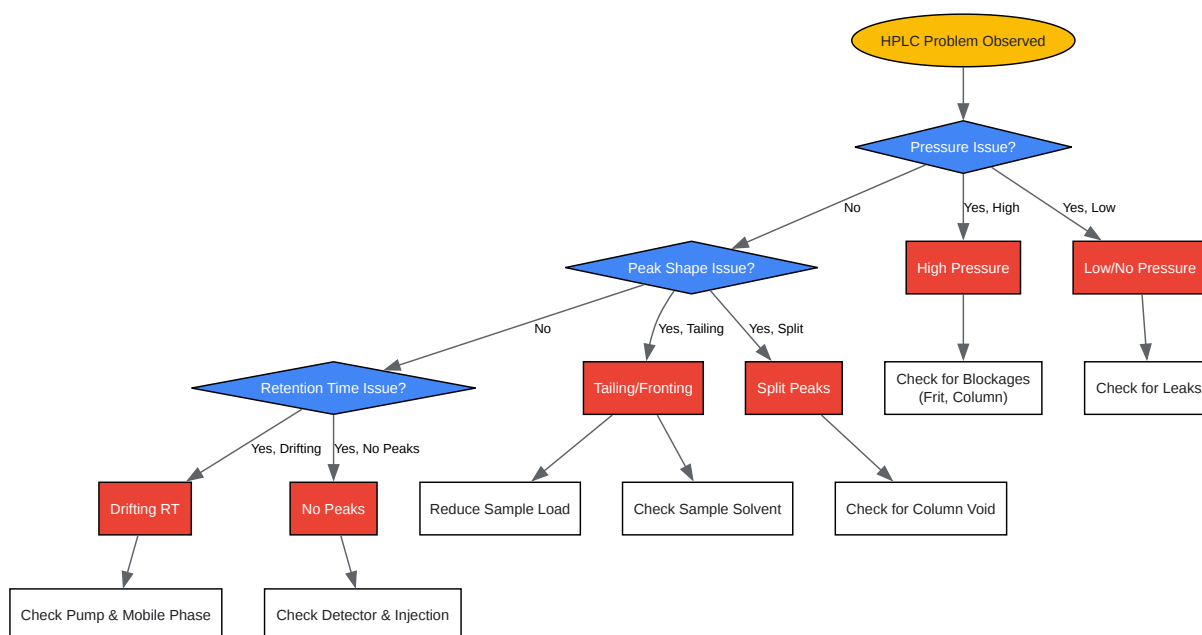 HPLC Problem Observed
Pressure Issue?
No
Yes, High
Yes, Low
Peak Shape Issue?
High Pressure
Low/No Pressure
No
Yes, Tailing
Yes, Split
Retention Time Issue?
Tailing/Fronting
Split Peaks
Check for Blockages
(Frit, Column)
Check for Leaks
Yes, Drifting
Yes, No Peaks
Drifting RT
No Peaks
Reduce Sample Load
Check Sample Solvent
Check for Column Void
Check Pump & Mobile Phase
Check Detector & Injection